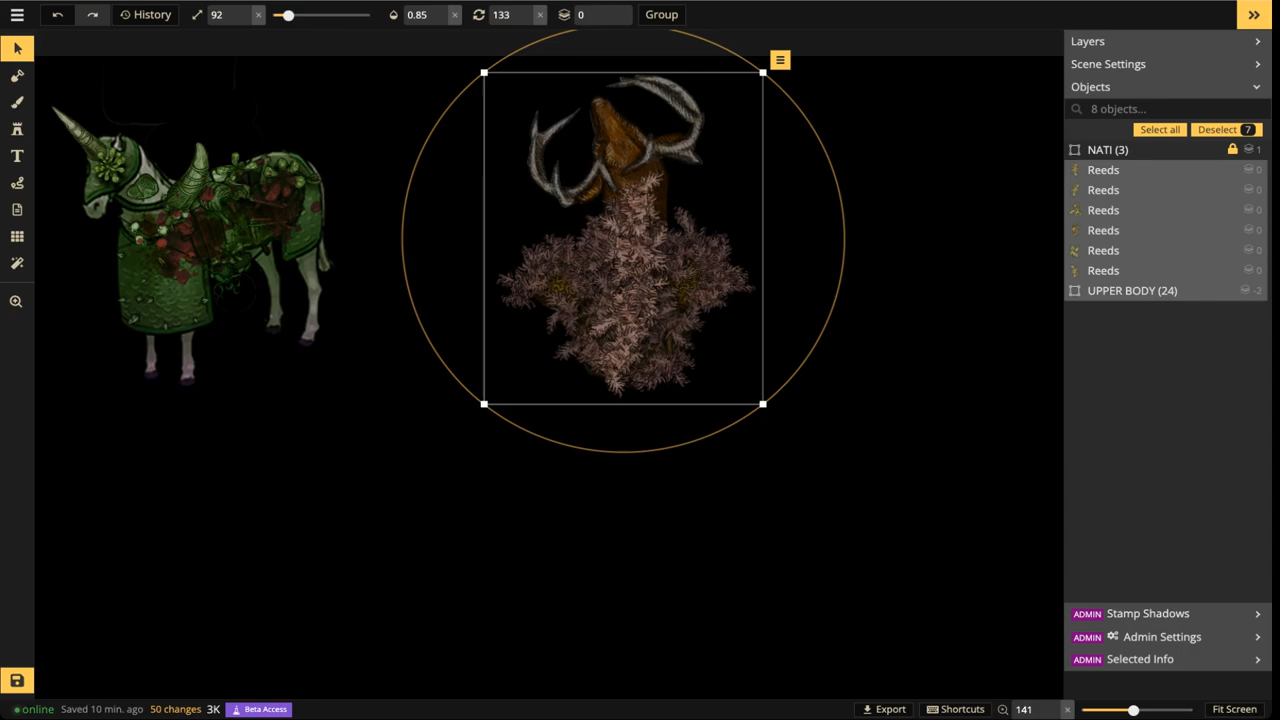 History 92 × 0.85 × 133 × 0 Group
Layers
Scene Settings
Objects
8 objects...
Select all Deselect 7
NATI (3) 1
Reeds 0
Reeds 0
Reeds 0
Reeds 0
Reeds 0
Reeds 0
UPPER BODY (24) -2
ADMIN Stamp Shadows
ADMIN Admin Settings
ADMIN Selected Info
online Saved 10 min. ago 50 changes 3K Beta Access Export Shortcuts 141 × Fit Screen